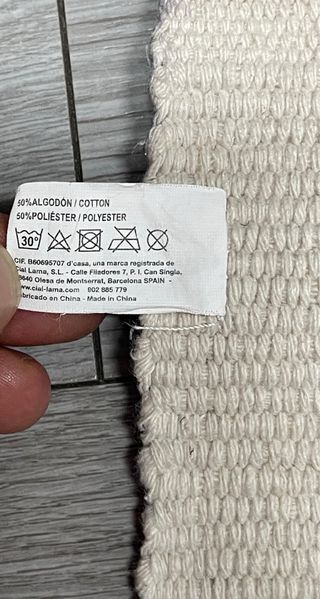 50%ALGODÓN / COTTON
50%POLIÉSTER / POLYESTER
30°
CIF. B60695707 d'casa, una marca registrada de
Cial Lama, S.L. - Calle Filadores 7, P. I. Can Singla,
08640 Olesa de Montserrat, Barcelona SPAIN -
www.cial-lama.com 902 885 779
Fabricado en China - Made in China